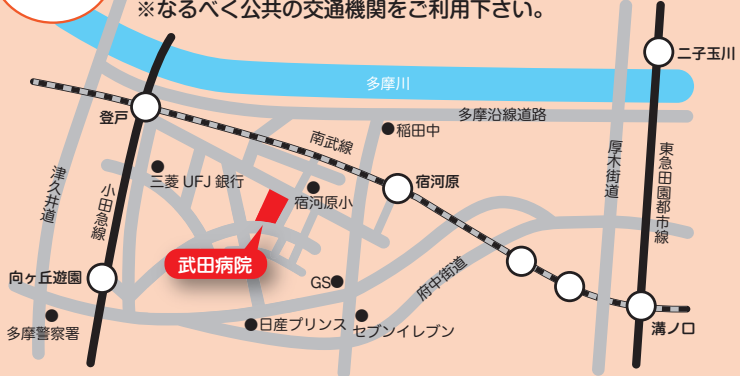 ※なるべく公共の交通機関をご利用下さい。
二子玉川
多摩川
多摩沿線道路
登戸
稲田中
南武線
厚木街道
東急田園都市線
津久井道
小田急線
三菱UFJ銀行
宿河原小
宿河原
武田病院
向ヶ丘遊園
GS
府中街道
多摩警察署
日産プリンス
セブンイレブン
溝ノ口